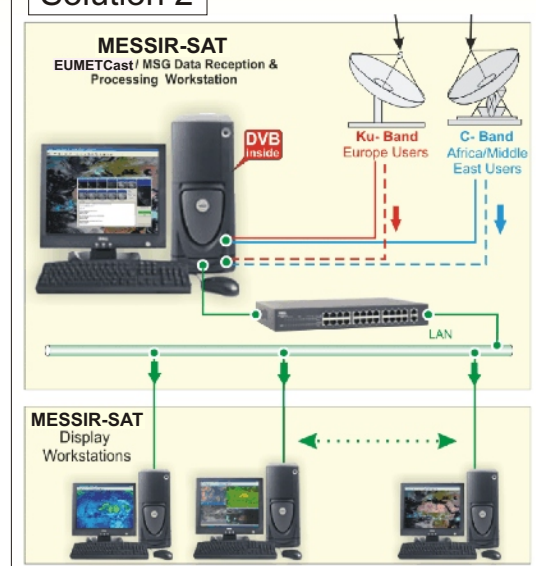 Solution 2
MESSIR-SAT
EUMETCast/ MSG Data Reception &
Processing Workstation
DVB
inside
Ku- Band
Europe Users
C- Band
Africa/Middle
East Users
LAN
MESSIR-SAT
Display
Workstations